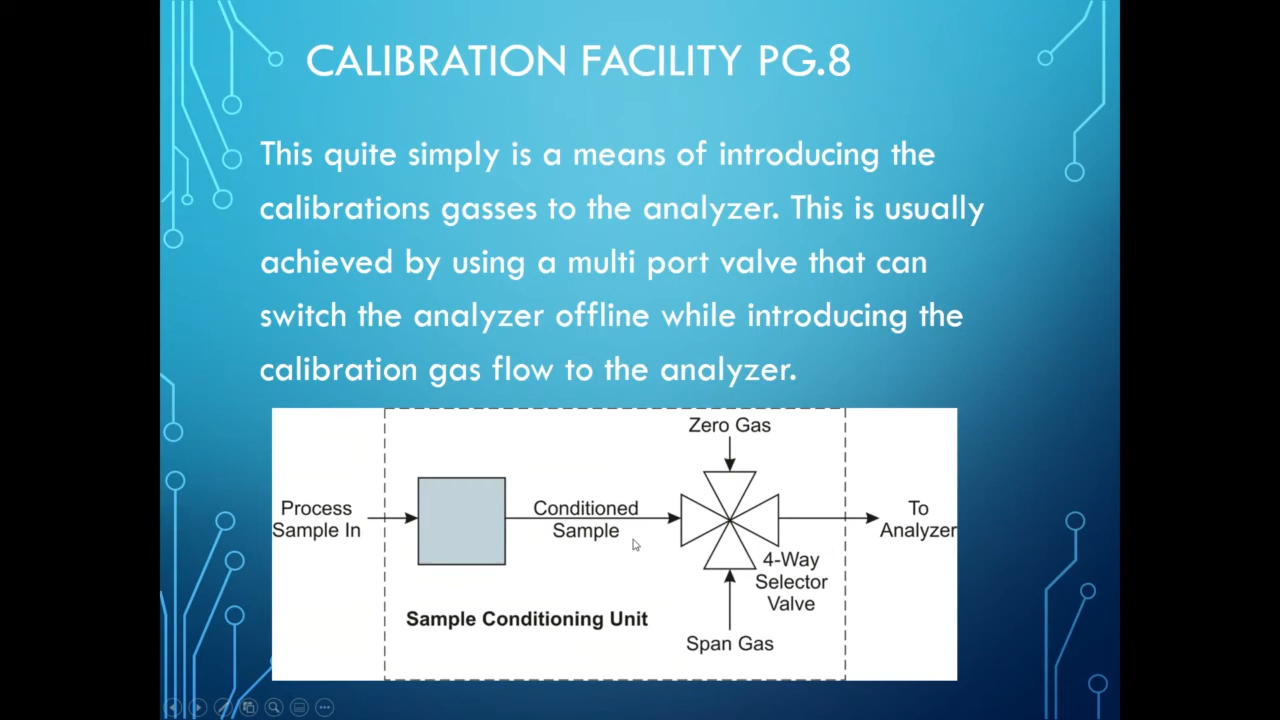 CALIBRATION FACILITY PG.8
This quite simply is a means of introducing the
calibrations gasses to the analyzer. This is usually
achieved by using a multi port valve that can
switch the analyzer offline while introducing the
calibration gas flow to the analyzer.
Zero Gas
Process
Sample In
Conditioned
Sample
To
Analyzer
4-Way
Selector
Valve
Sample Conditioning Unit
Span Gas